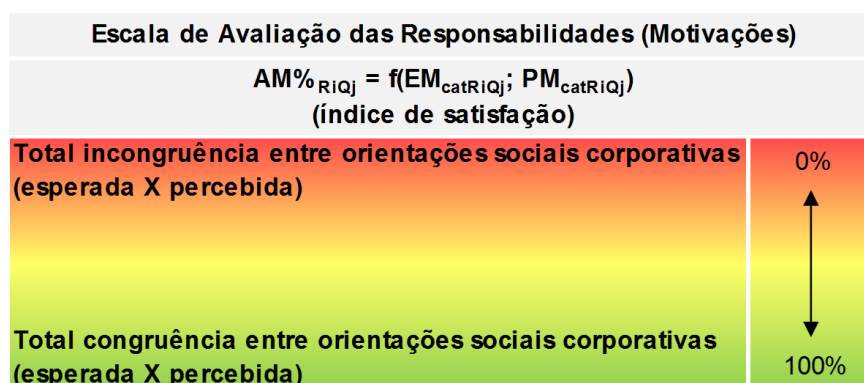 Escala de Avaliação das Responsabilidades (Motivações)
AM%RiQj = f(EMcatRiQj; PMcatRiQj)
(índice de satisfação)
Total incongruência entre orientações sociais corporativas
(esperada X percebida)
0%
Total congruência entre orientações sociais corporativas
(esperada X percebida)
100%